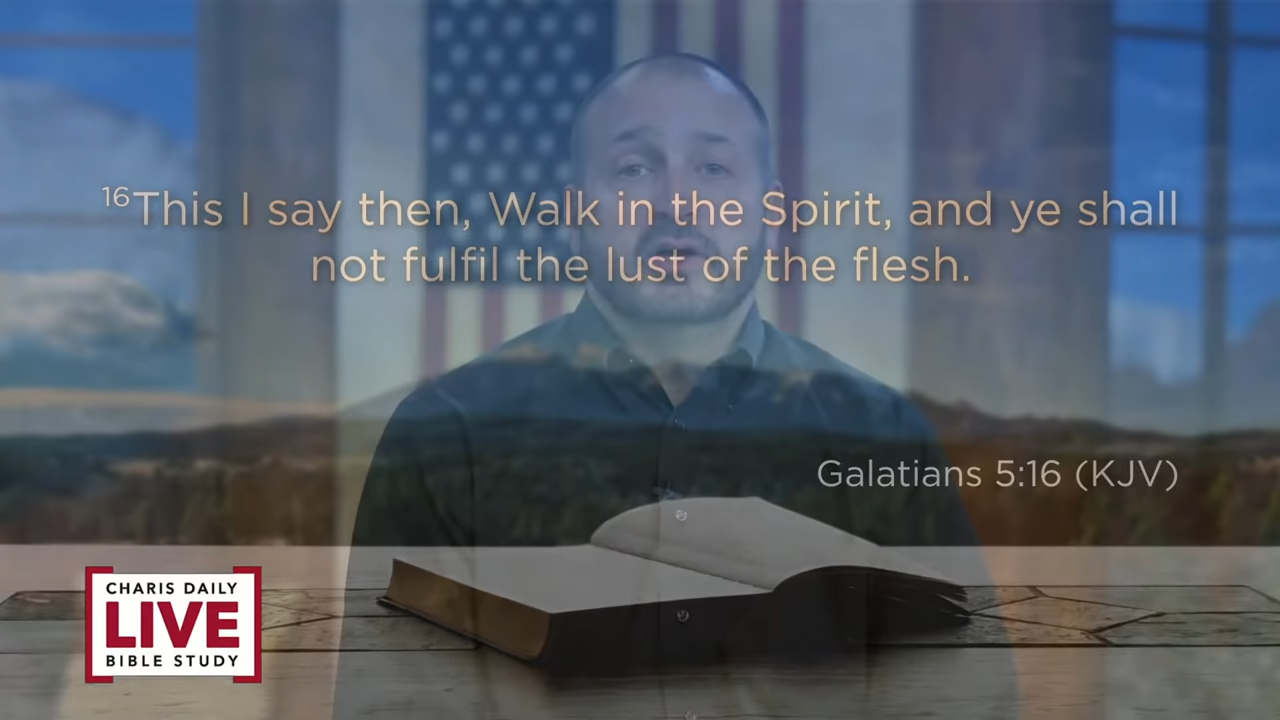 ¹⁶This I say then, Walk in the Spirit, and ye shall
not fulfil the lust of the flesh.
Galatians 5:16 (KJV)
CHARIS DAILY
LIVE
BIBLE STUDY